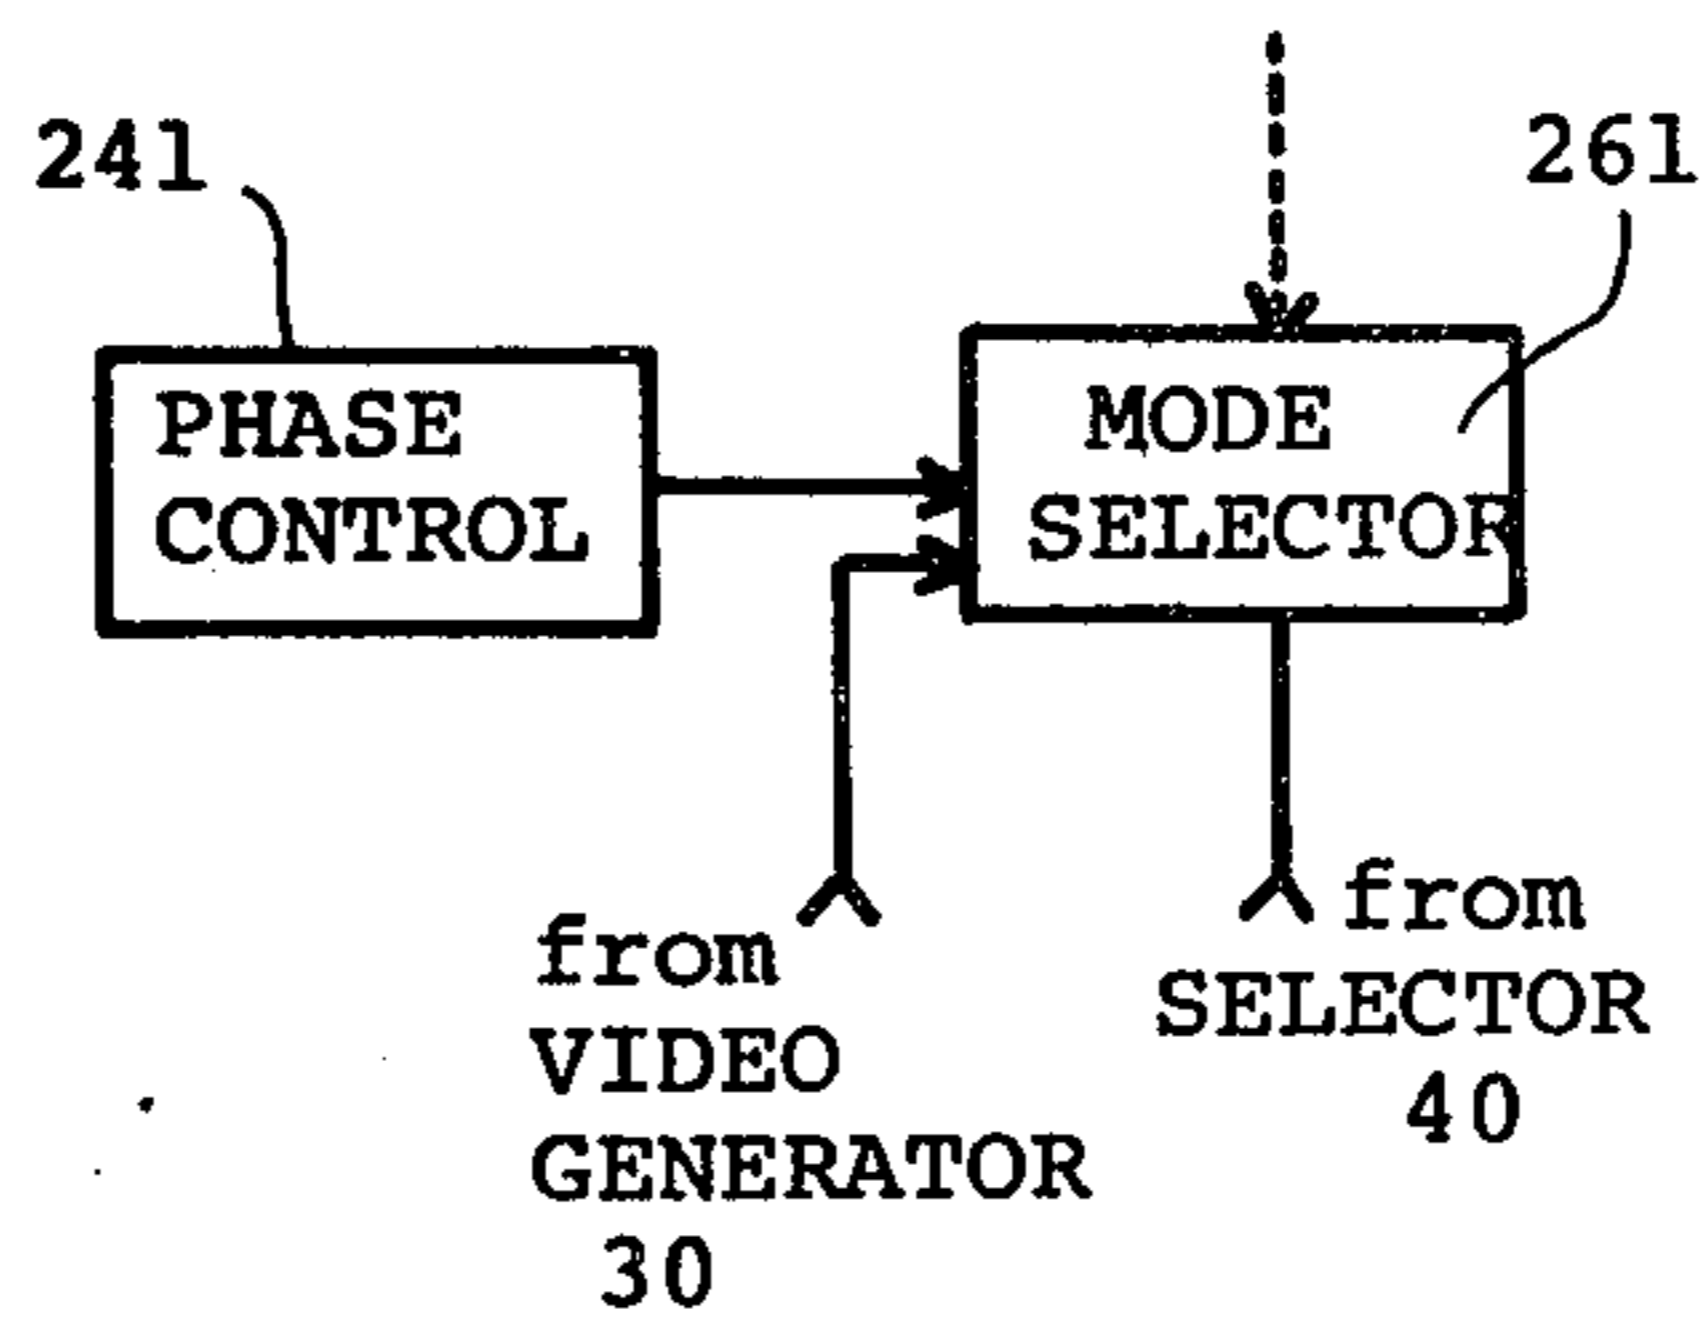 241
261
PHASE
CONTROL
MODE
SELECTOR
from
VIDEO
GENERATOR
30
from
SELECTOR
40